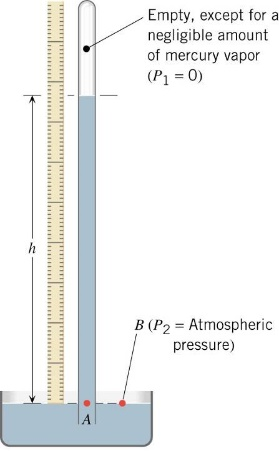 Empty, except for a
negligible amount
of mercury vapor
(P₁ = 0)
h
B (P₂ = Atmospheric
pressure)
A